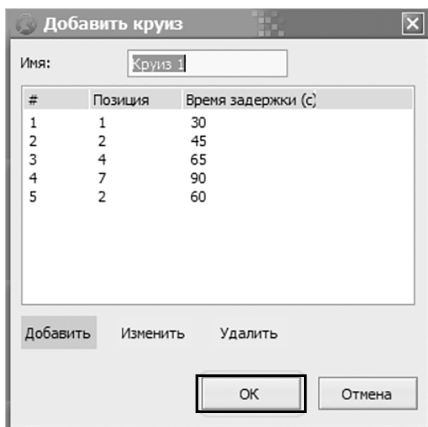 Добавить круиз
Имя: Круиз 1
# Позиция Время задержки (с)
1 1 30
2 2 45
3 4 65
4 7 90
5 2 60
Добавить Изменить Удалить
OK Отмена